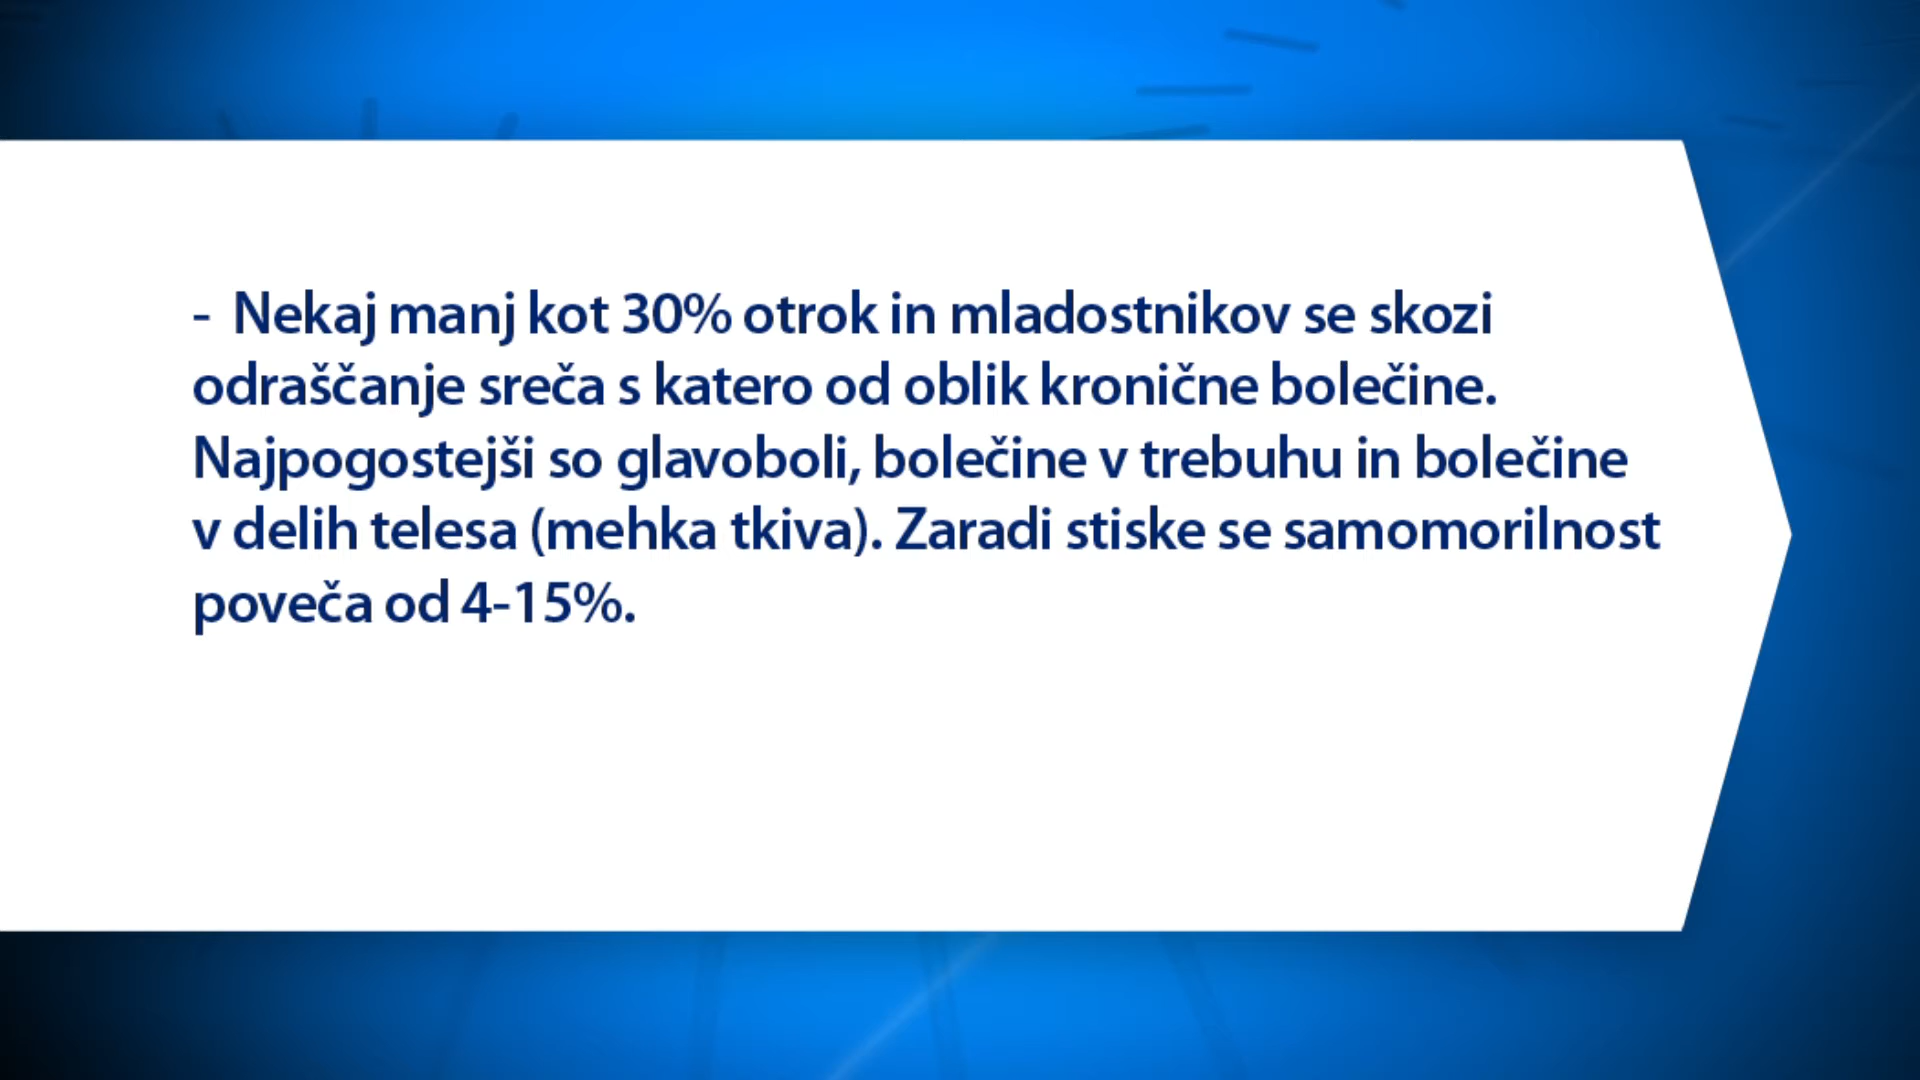 - Nekaj manj kot 30% otrok in mladostnikov se skozi
odraščanje sreča s katero od oblik kronične bolečine.
Najpogostejši so glavoboli, bolečine v trebuhu in bolečine
v delih telesa (mehka tkiva). Zaradi stiske se samomorilnost
poveča od 4-15%.